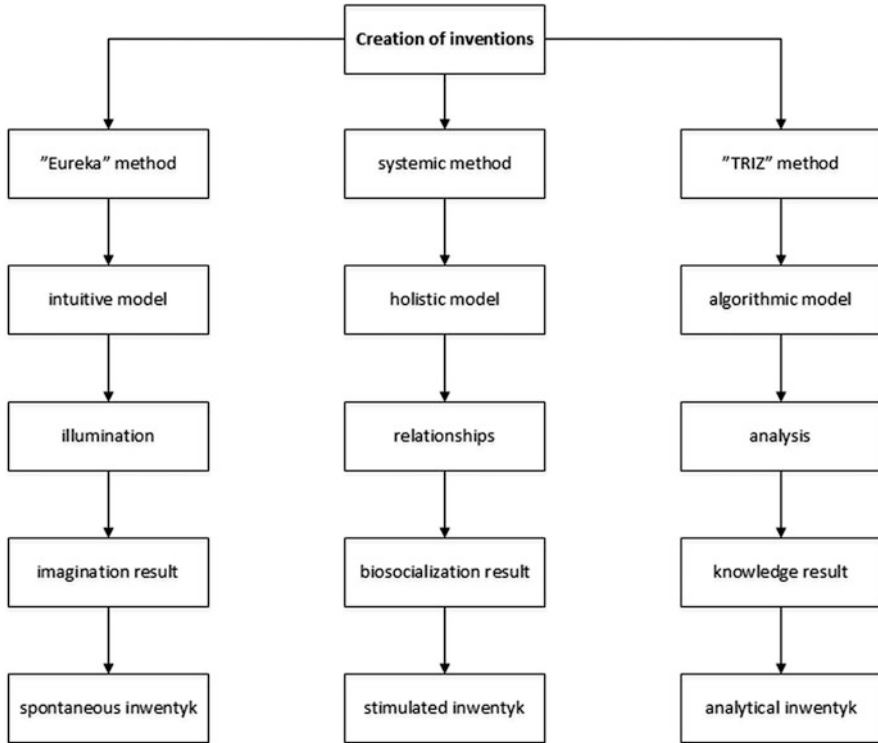 Creation of inventions
”Eureka” method
systemic method
”TRIZ” method
intuitive model
holistic model
algorithmic model
illumination
relationships
analysis
imagination result
biosocialization result
knowledge result
spontaneous inwentyk
stimulated inwentyk
analytical inwentyk